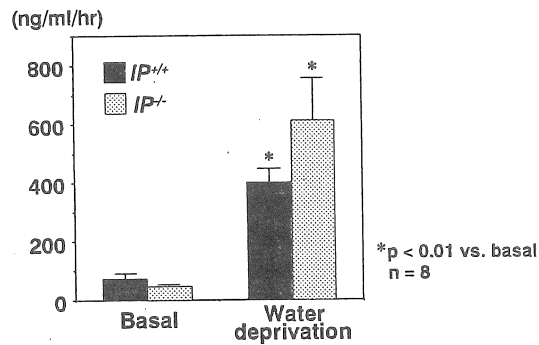 (ng/ml/hr)
800
600
400
200
0
IP+/+
IP-/-
*
*
Basal
Water
deprivation
*p < 0.01 vs. basal
n = 8